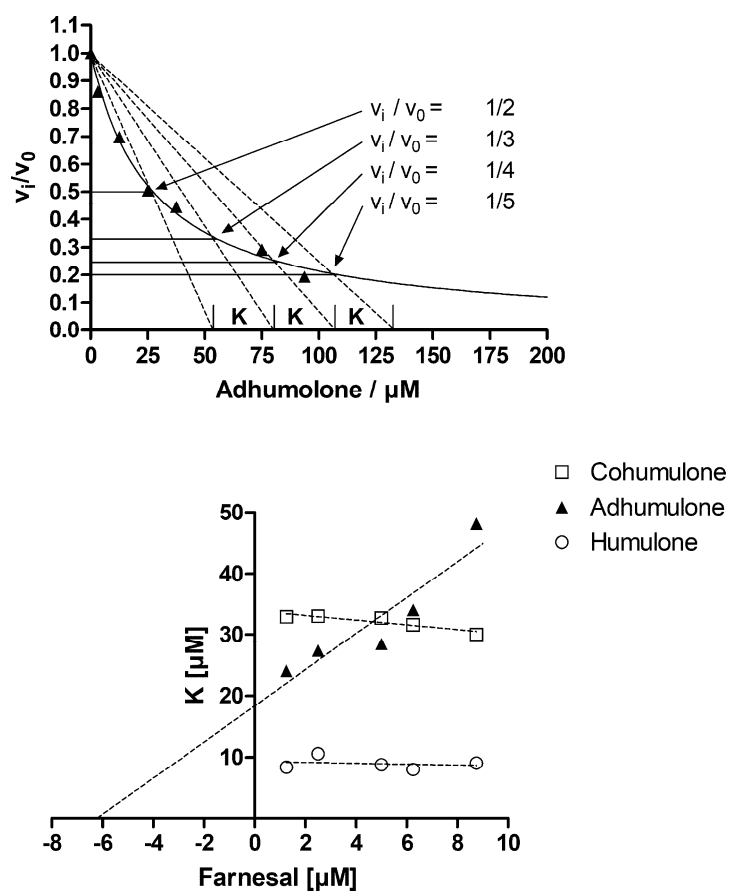 1.1
1.0
0.9
0.8
0.7
0.6
0.5
0.4
0.3
0.2
0.1
0.0
vᵢ/v₀
vᵢ / v₀ = 1/2
vᵢ / v₀ = 1/3
vᵢ / v₀ = 1/4
vᵢ / v₀ = 1/5
K K K
0 25 50 75 100 125 150 175 200
Adhumolone / µM
Cohumulone
Adhumulone
Humulone
50
40
30
20
10
K [µM]
-8 -6 -4 -2 0 2 4 6 8 10
Farnesal [µM]